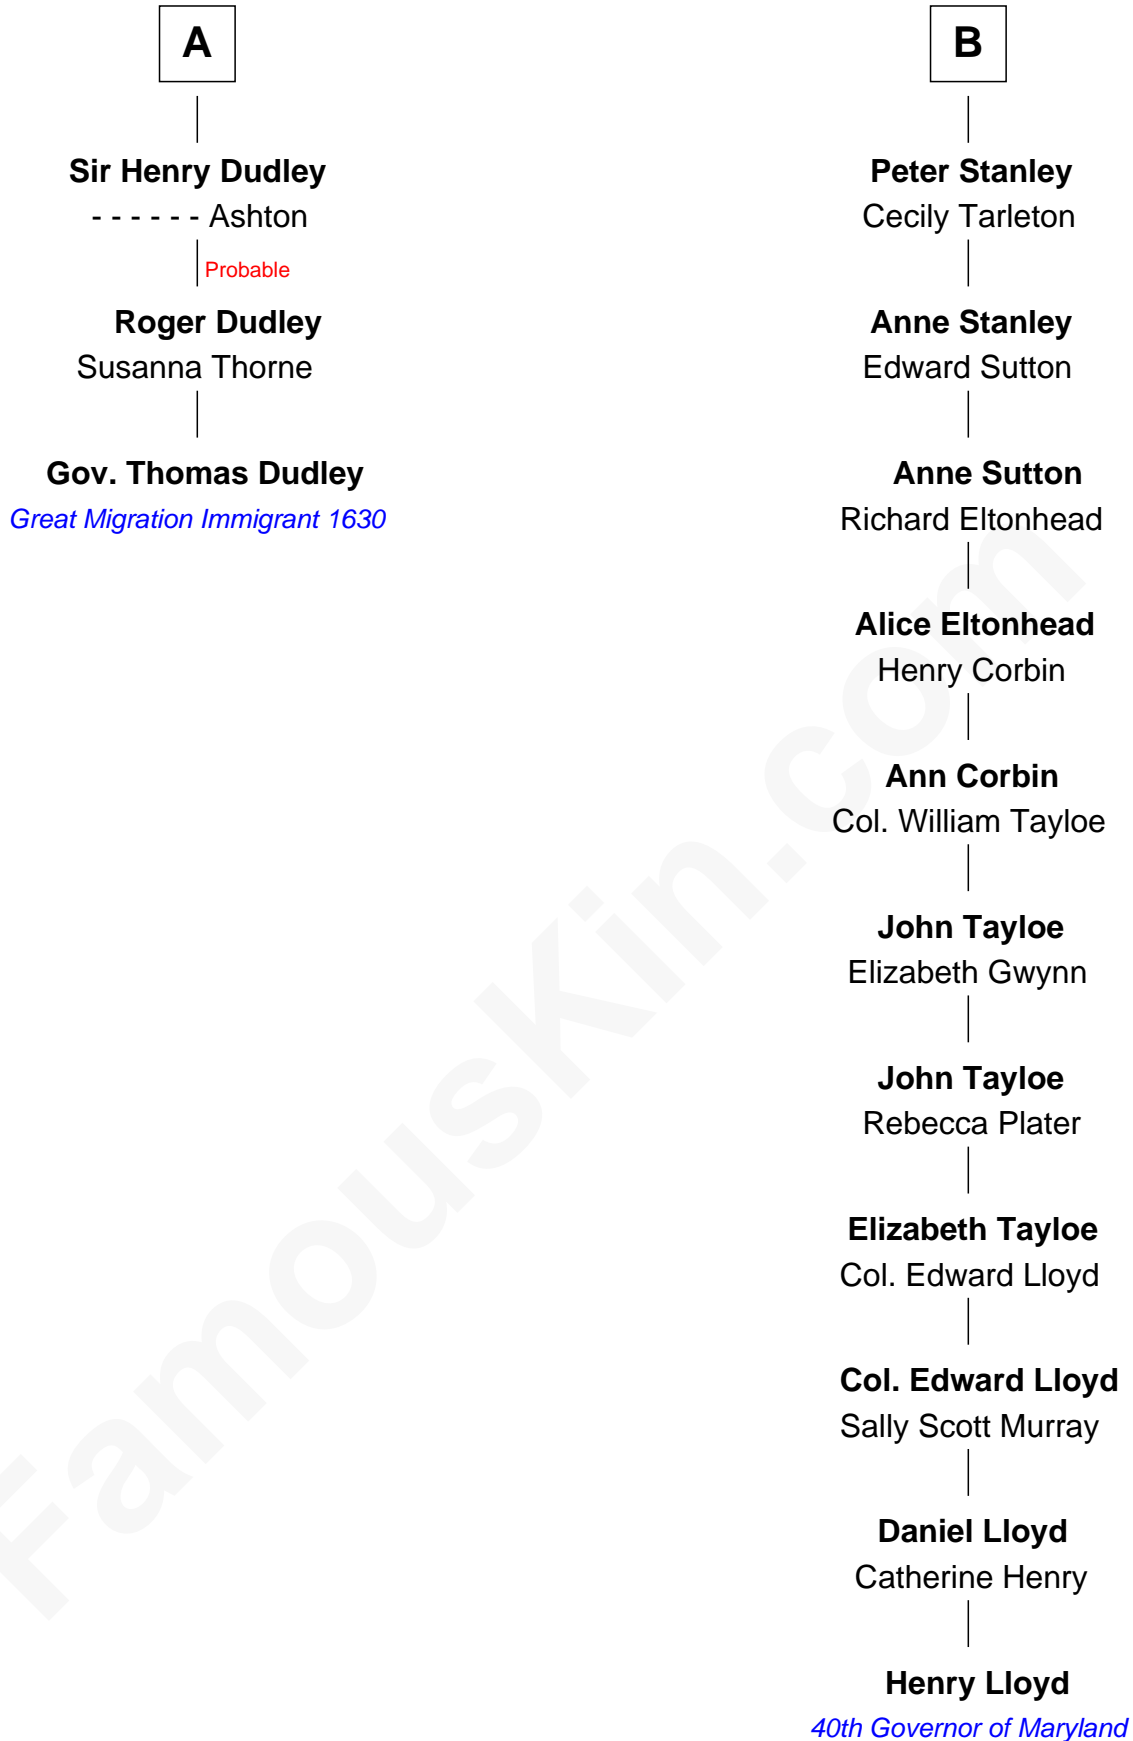 A
Sir Henry Dudley
- - - - - - Ashton
Probable
Roger Dudley
Susanna Thorne
Gov. Thomas Dudley
Great Migration Immigrant 1630
B
Peter Stanley
Cecily Tarleton
Anne Stanley
Edward Sutton
Anne Sutton
Richard Eltonhead
Alice Eltonhead
Henry Corbin
Ann Corbin
Col. William Tayloe
John Tayloe
Elizabeth Gwynn
John Tayloe
Rebecca Plater
Elizabeth Tayloe
Col. Edward Lloyd
Col. Edward Lloyd
Sally Scott Murray
Daniel Lloyd
Catherine Henry
Henry Lloyd
40th Governor of Maryland
FamousKin.com